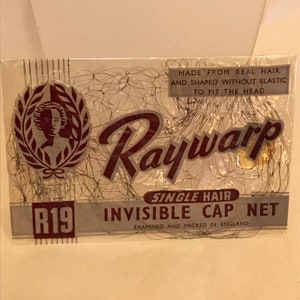 MADE FROM REAL HAIR
AND SHAPED WITHOUT ELASTIC
TO FIT THE HEAD
Raywarp
SINGLE HAIR
R19
INVISIBLE CAP NET
EXAMINED AND PACKED IN ENGLAND